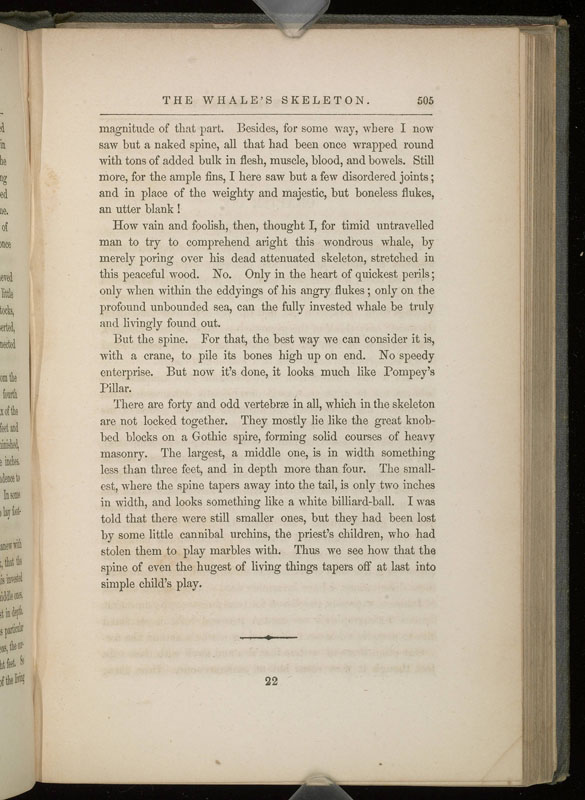 THE WHALE'S SKELETON. 505
magnitude of that part. Besides, for some way, where I now
saw but a naked spine, all that had been once wrapped round
with tons of added bulk in flesh, muscle, blood, and bowels. Still
more, for the ample fins, I here saw but a few disordered joints;
and in place of the weighty and majestic, but boneless flukes,
an utter blank!
How vain and foolish, then, thought I, for timid untravelled
man to try to comprehend aright this wondrous whale, by
merely poring over his dead attenuated skeleton, stretched in
this peaceful wood. No. Only in the heart of quickest perils;
only when within the eddyings of his angry flukes; only on the
profound unbounded sea, can the fully invested whale be truly
and livingly found out.
But the spine. For that, the best way we can consider it is,
with a crane, to pile its bones high up on end. No speedy
enterprise. But now it's done, it looks much like Pompey's
Pillar.
There are forty and odd vertebræ in all, which in the skeleton
are not locked together. They mostly lie like the great knob-
bed blocks on a Gothic spire, forming solid courses of heavy
masonry. The largest, a middle one, is in width something
less than three feet, and in depth more than four. The small-
est, where the spine tapers away into the tail, is only two inches
in width, and looks something like a white billiard-ball. I was
told that there were still smaller ones, but they had been lost
by some little cannibal urchins, the priest's children, who had
stolen them to play marbles with. Thus we see how that the
spine of even the hugest of living things tapers off at last into
simple child's play.
22